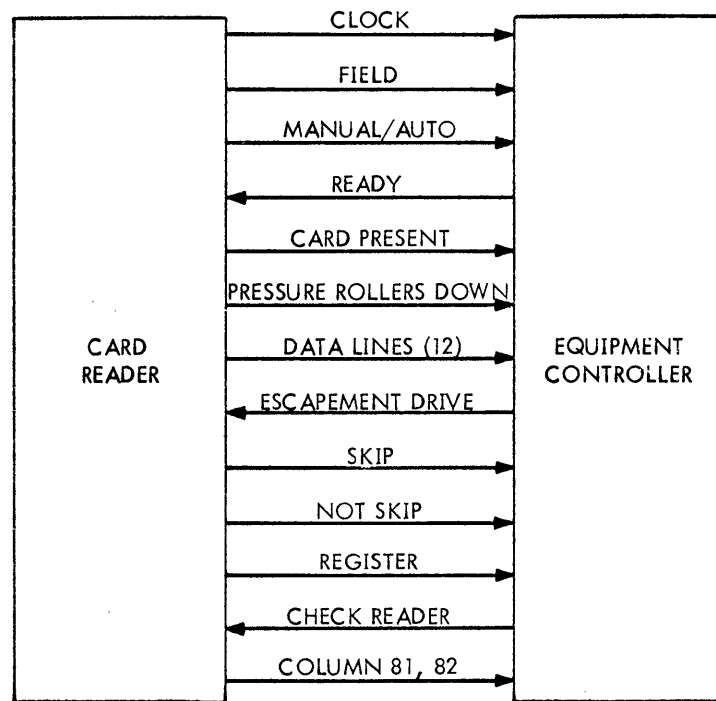 CLOCK
FIELD
MANUAL/AUTO
READY
CARD PRESENT
PRESSURE ROLLERS DOWN
CARD
READER
DATA LINES (12)
EQUIPMENT
CONTROLLER
ESCAPEMENT DRIVE
SKIP
NOT SKIP
REGISTER
CHECK READER
COLUMN 81, 82